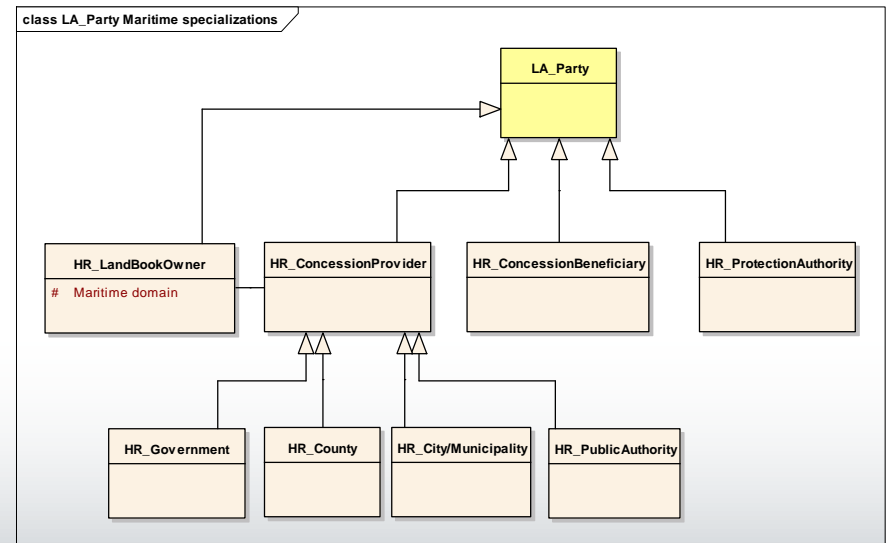 class LA_Party Maritime specializations
LA_Party
HR_LandBookOwner
# Maritime domain
HR_ConcessionProvider
HR_ConcessionBeneficiary
HR_ProtectionAuthority
HR_Government
HR_County
HR_City/Municipality
HR_PublicAuthority